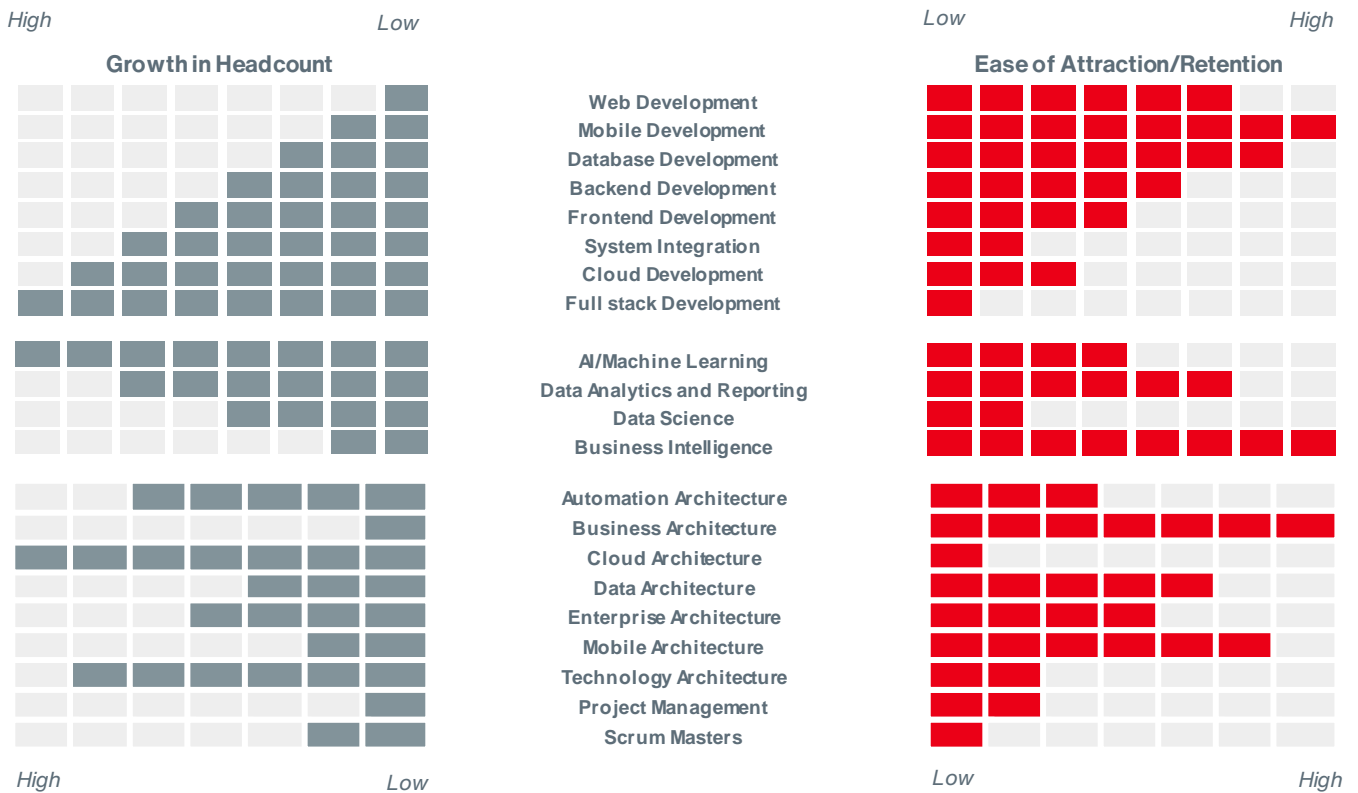 High
Low
Low
High
Growth in Headcount
Ease of Attraction/Retention
Web Development
Mobile Development
Database Development
Backend Development
Frontend Development
System Integration
Cloud Development
Full stack Development
AI/Machine Learning
Data Analytics and Reporting
Data Science
Business Intelligence
Automation Architecture
Business Architecture
Cloud Architecture
Data Architecture
Enterprise Architecture
Mobile Architecture
Technology Architecture
Project Management
Scrum Masters
High
Low
Low
High